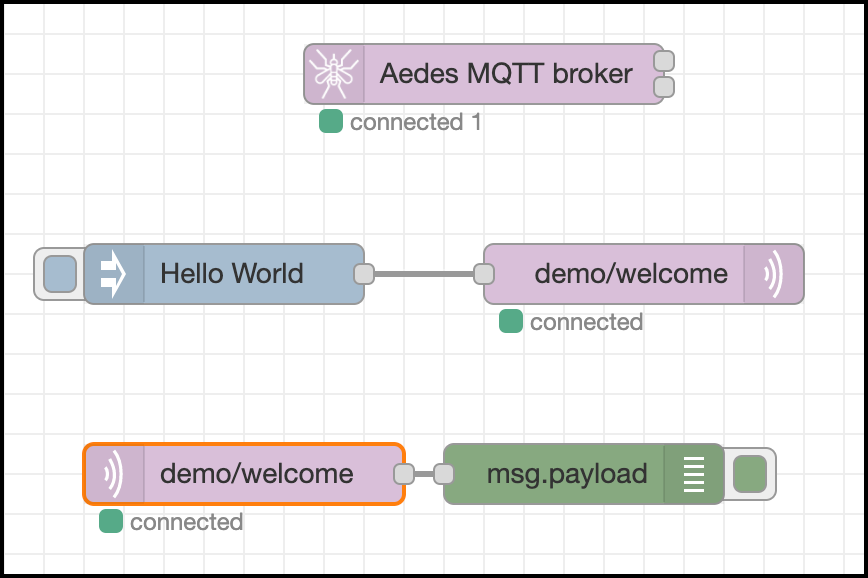 Aedes MQTT broker
connected 1
Hello World
demo/welcome
connected
demo/welcome
msg.payload
connected